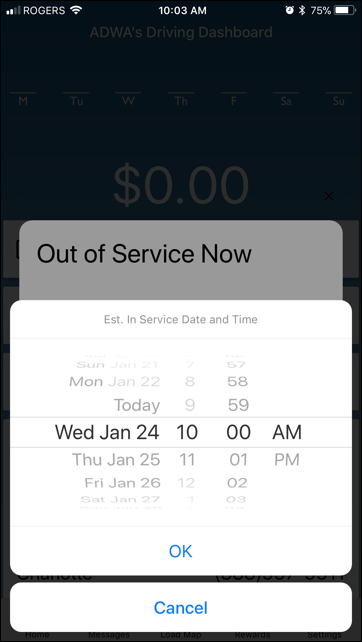 ROGERS 10:03 AM 75%
ADWA's Driving Dashboard
M Tu W Th F Sa Su
$0.00
Out of Service Now
Est. In Service Date and Time
Sun Jan 21 7 57
Mon Jan 22 8 58
Today 9 59
Wed Jan 24 10 00 AM
Thu Jan 25 11 01 PM
Fri Jan 26 12 02
Sat Jan 27 1 03
OK
Charlotte
Cancel
Home Messages Load Map Rewards Settings